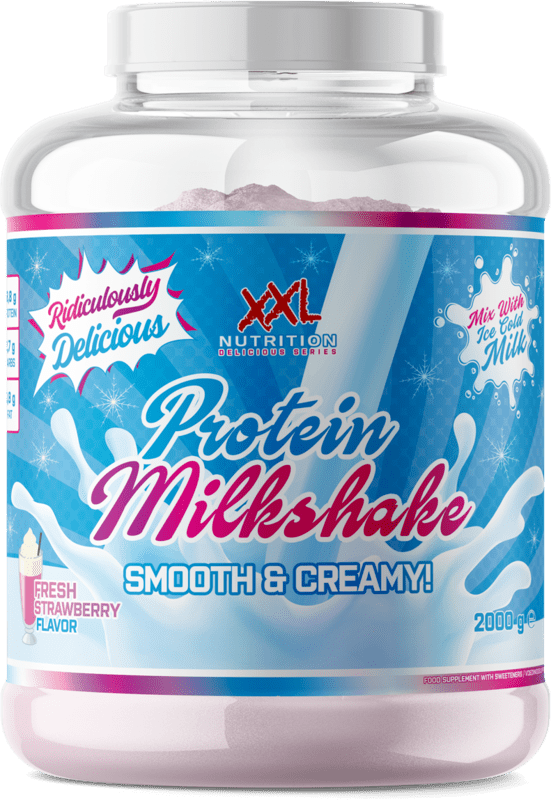 Ridiculously
Delicious
XXL
NUTRITION
DELICIOUS SERIES
Mix With
Ice Cold
Milk
Protein
Milkshake
SMOOTH & CREAMY!
FRESH
STRAWBERRY
FLAVOR
2000 g e
FOOD SUPPLEMENT WITH SWEETENERS /